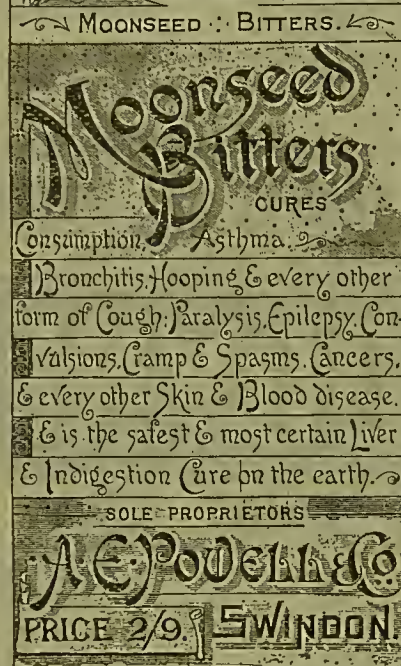 MOONSEED ∴ BITTERS.
Moonseed
Bitters
CURES
Consumption, Asthma.
Bronchitis, Hooping & every other
form of Cough: Paralysis, Epilepsy, Con-
vulsions, Cramp & Spasms, Cancers,
& every other Skin & Blood disease.
& is the safest & most certain Liver
& Indigestion Cure on the earth.
SOLE PROPRIETORS
A. E. POWELL & Co.
PRICE 2/9. SWINDON.